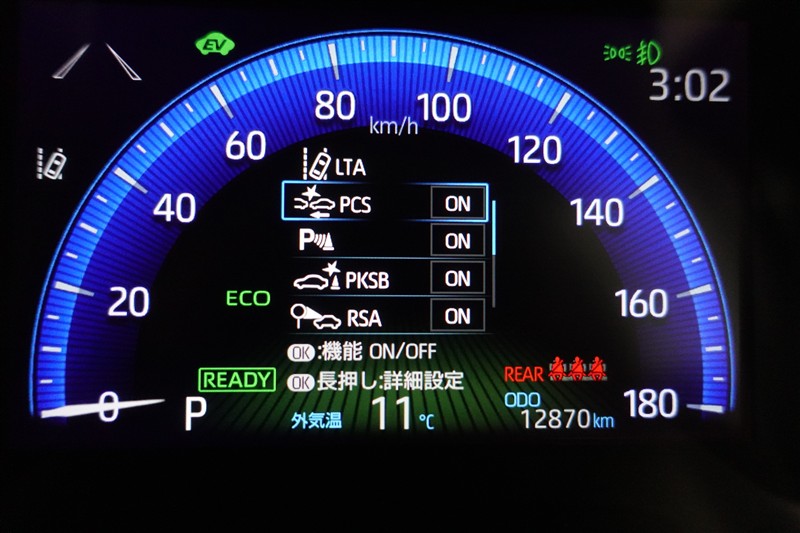 EV
3:02
0
20
40
60
80
100
120
140
160
180
km/h
LTA
PCS ON
P ON
PKSB ON
RSA ON
ECO
OK:機能 ON/OFF
READY
OK長押し:詳細設定
REAR
P
外気温 11℃
ODO
12870km